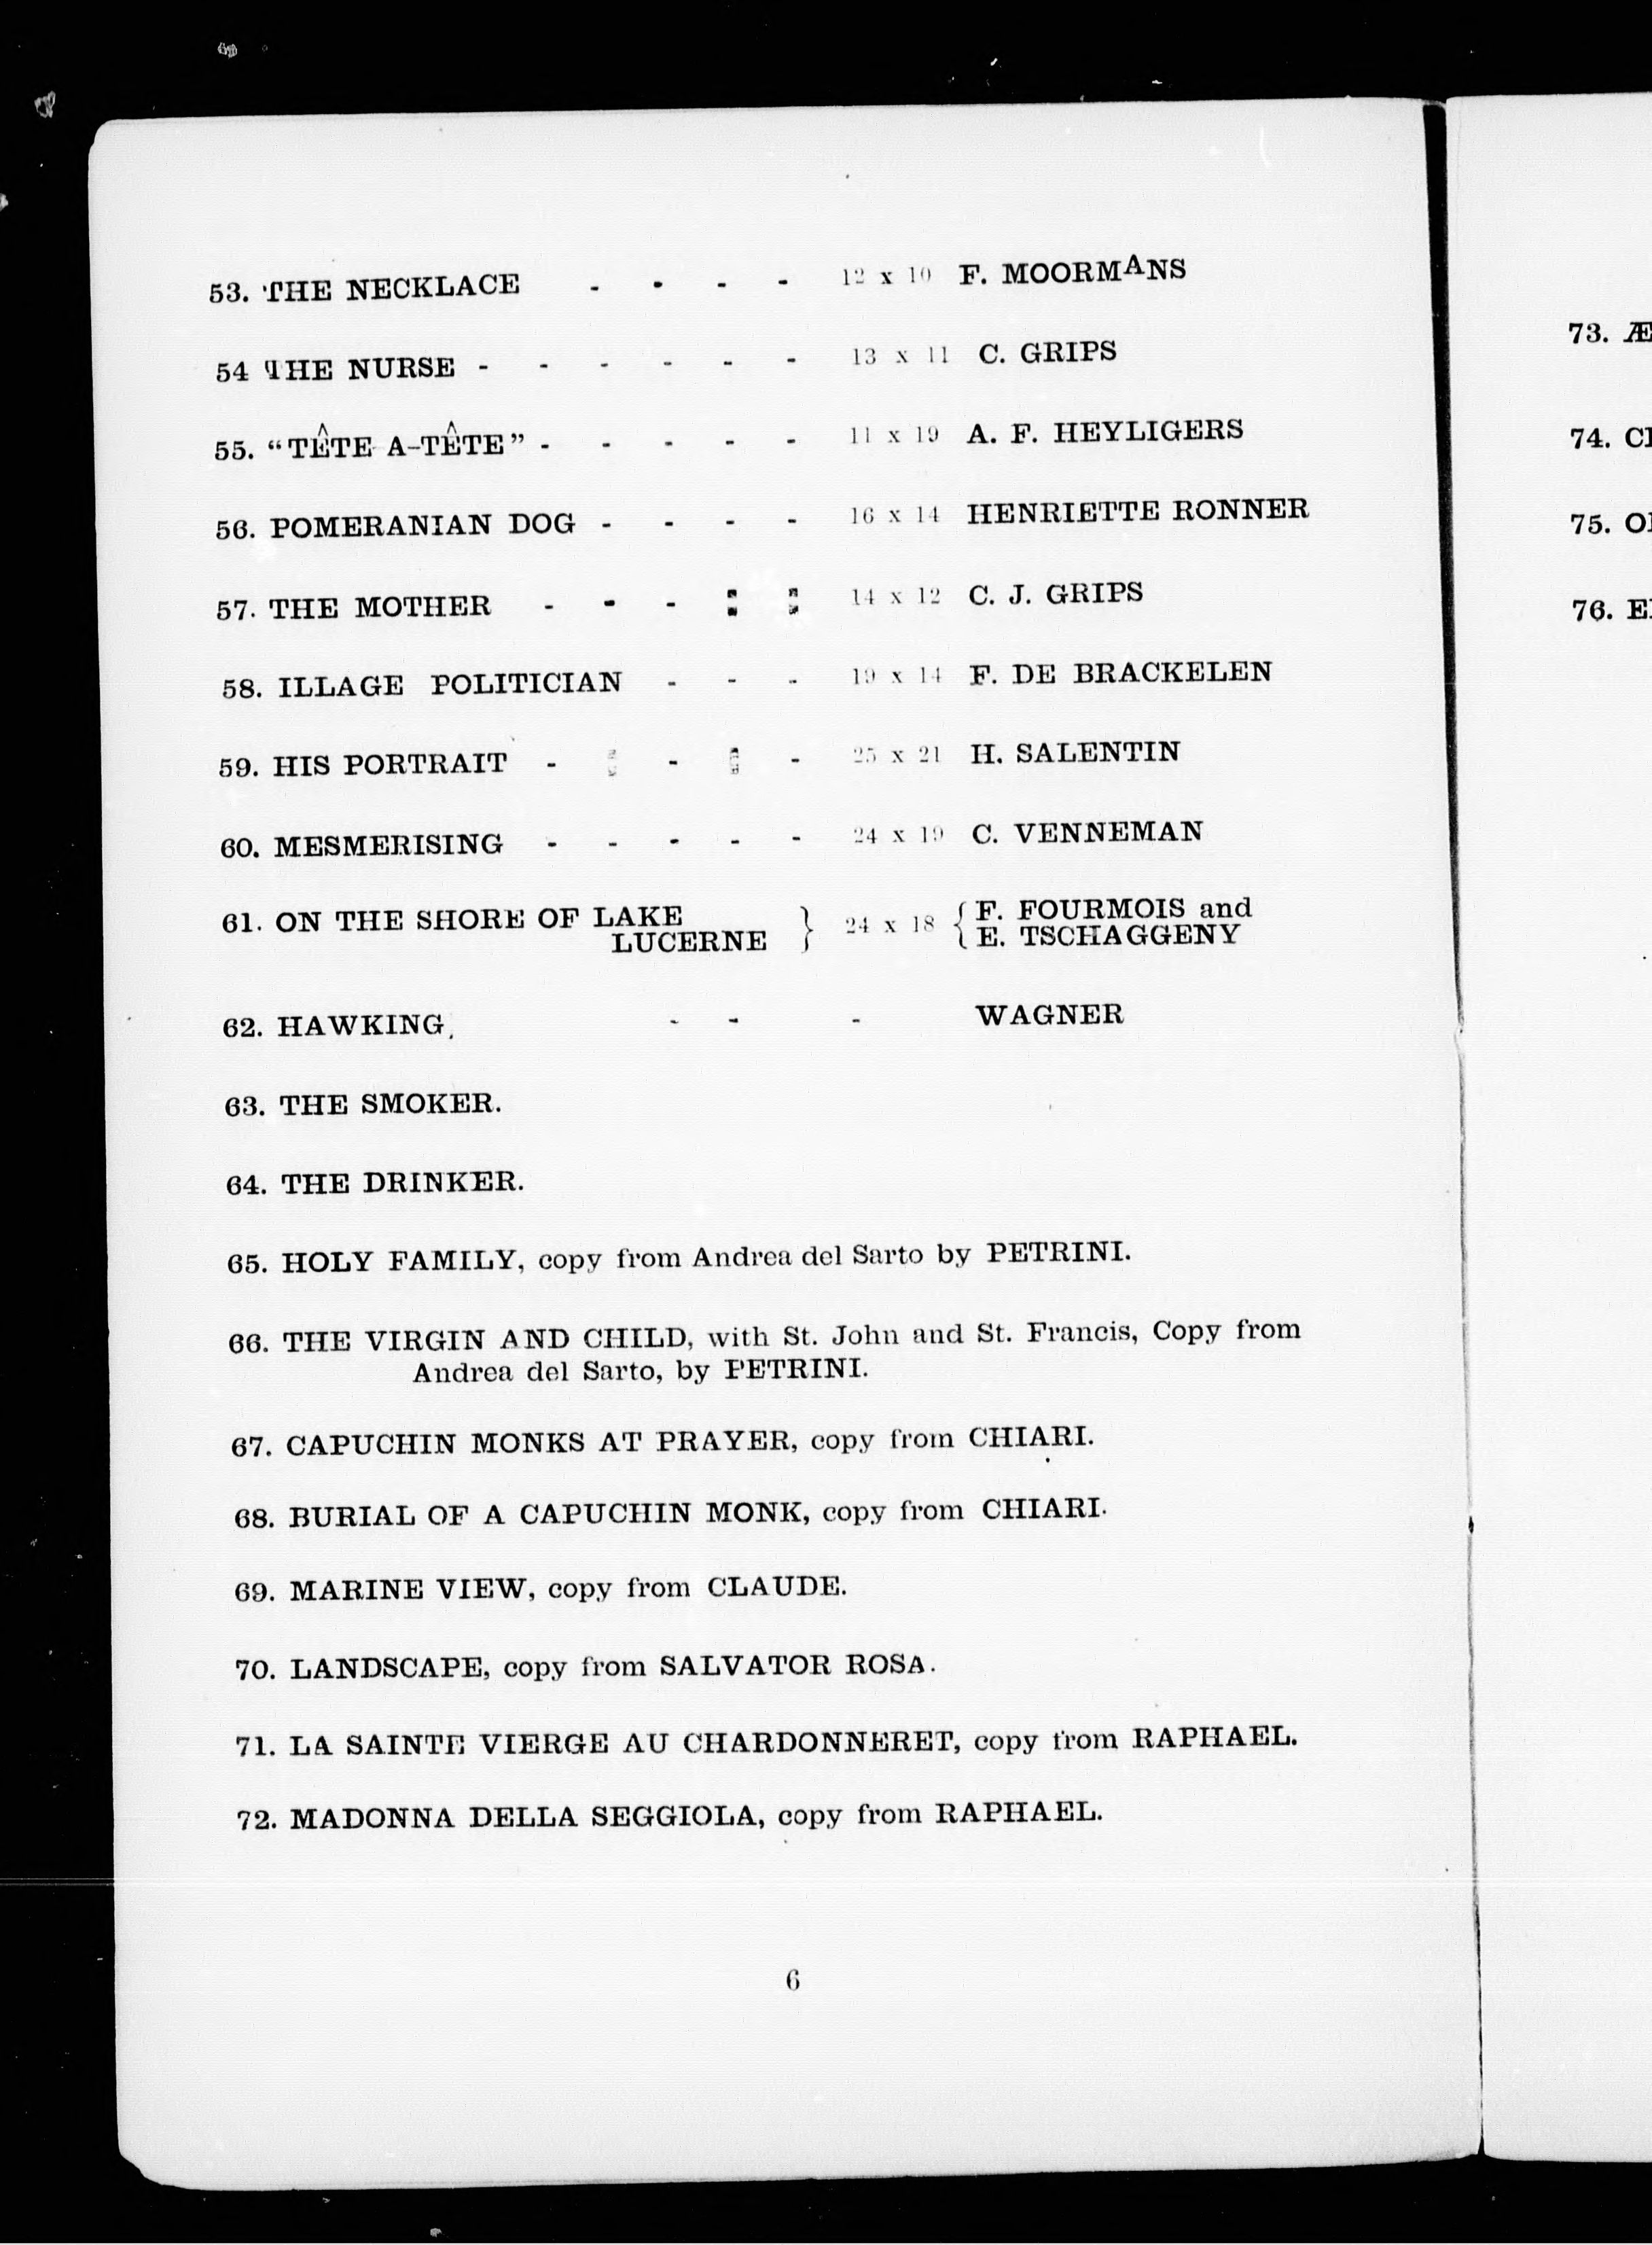 53. THE NECKLACE - - - - 12 x 10 F. MOORMANS
54 THE NURSE - - - - - - 13 x 11 C. GRIPS
55. “TÊTE A-TÊTE” - - - - - 11 x 19 A. F. HEYLIGERS
56. POMERANIAN DOG - - - - 16 x 14 HENRIETTE RONNER
57. THE MOTHER - - - : : 14 x 12 C. J. GRIPS
58. ILLAGE POLITICIAN - - - 19 x 14 F. DE BRACKELEN
59. HIS PORTRAIT - - - - - 25 x 21 H. SALENTIN
60. MESMERISING - - - - - 24 x 19 C. VENNEMAN
61. ON THE SHORE OF LAKE
LUCERNE } 24 x 18 { F. FOURMOIS and
E. TSCHAGGENY
62. HAWKING. - - - WAGNER
63. THE SMOKER.
64. THE DRINKER.
65. HOLY FAMILY, copy from Andrea del Sarto by PETRINI.
66. THE VIRGIN AND CHILD, with St. John and St. Francis, Copy from
Andrea del Sarto, by PETRINI.
67. CAPUCHIN MONKS AT PRAYER, copy from CHIARI.
68. BURIAL OF A CAPUCHIN MONK, copy from CHIARI.
69. MARINE VIEW, copy from CLAUDE.
70. LANDSCAPE, copy from SALVATOR ROSA.
71. LA SAINTE VIERGE AU CHARDONNERET, copy from RAPHAEL.
72. MADONNA DELLA SEGGIOLA, copy from RAPHAEL.
6
73. Æ
74.
75.
76.